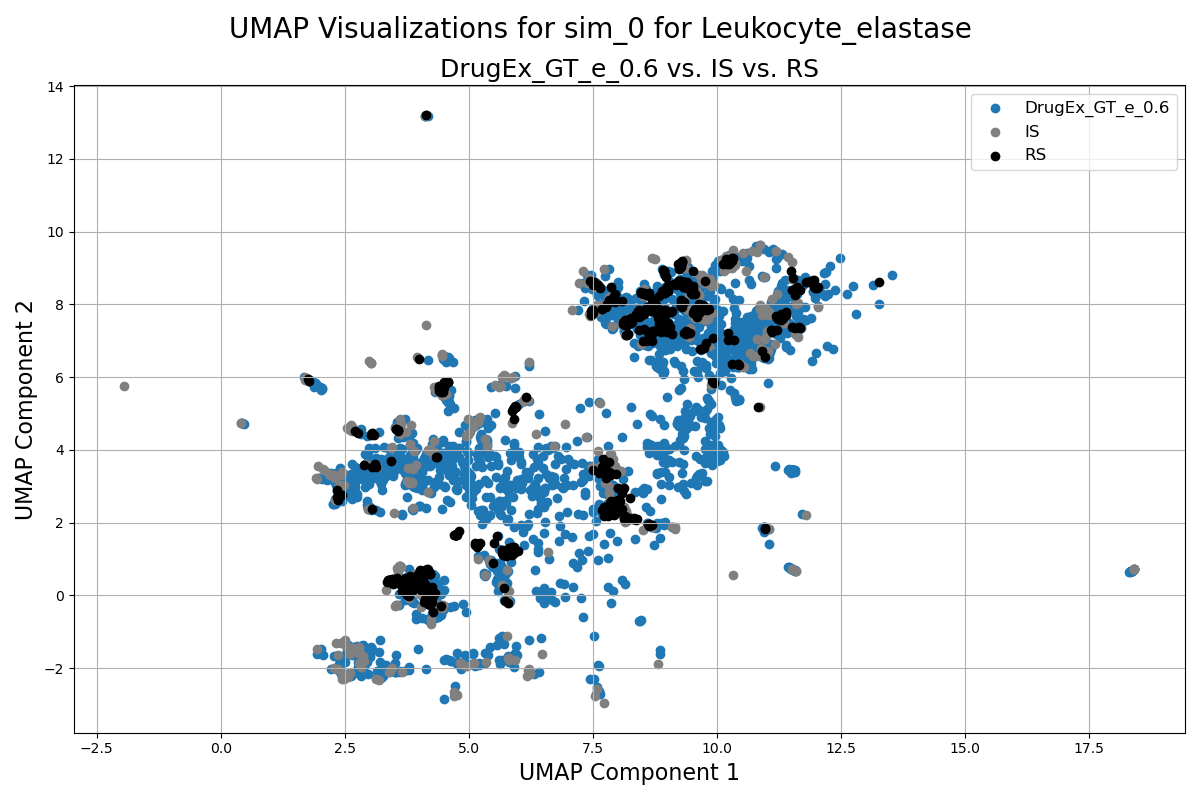 UMAP Visualizations for sim_0 for Leukocyte_elastase
DrugEx_GT_e_0.6 vs. IS vs. RS
DrugEx_GT_e_0.6
IS
RS
14
12
10
8
6
4
2
0
−2
UMAP Component 2
−2.5 0.0 2.5 5.0 7.5 10.0 12.5 15.0 17.5
UMAP Component 1